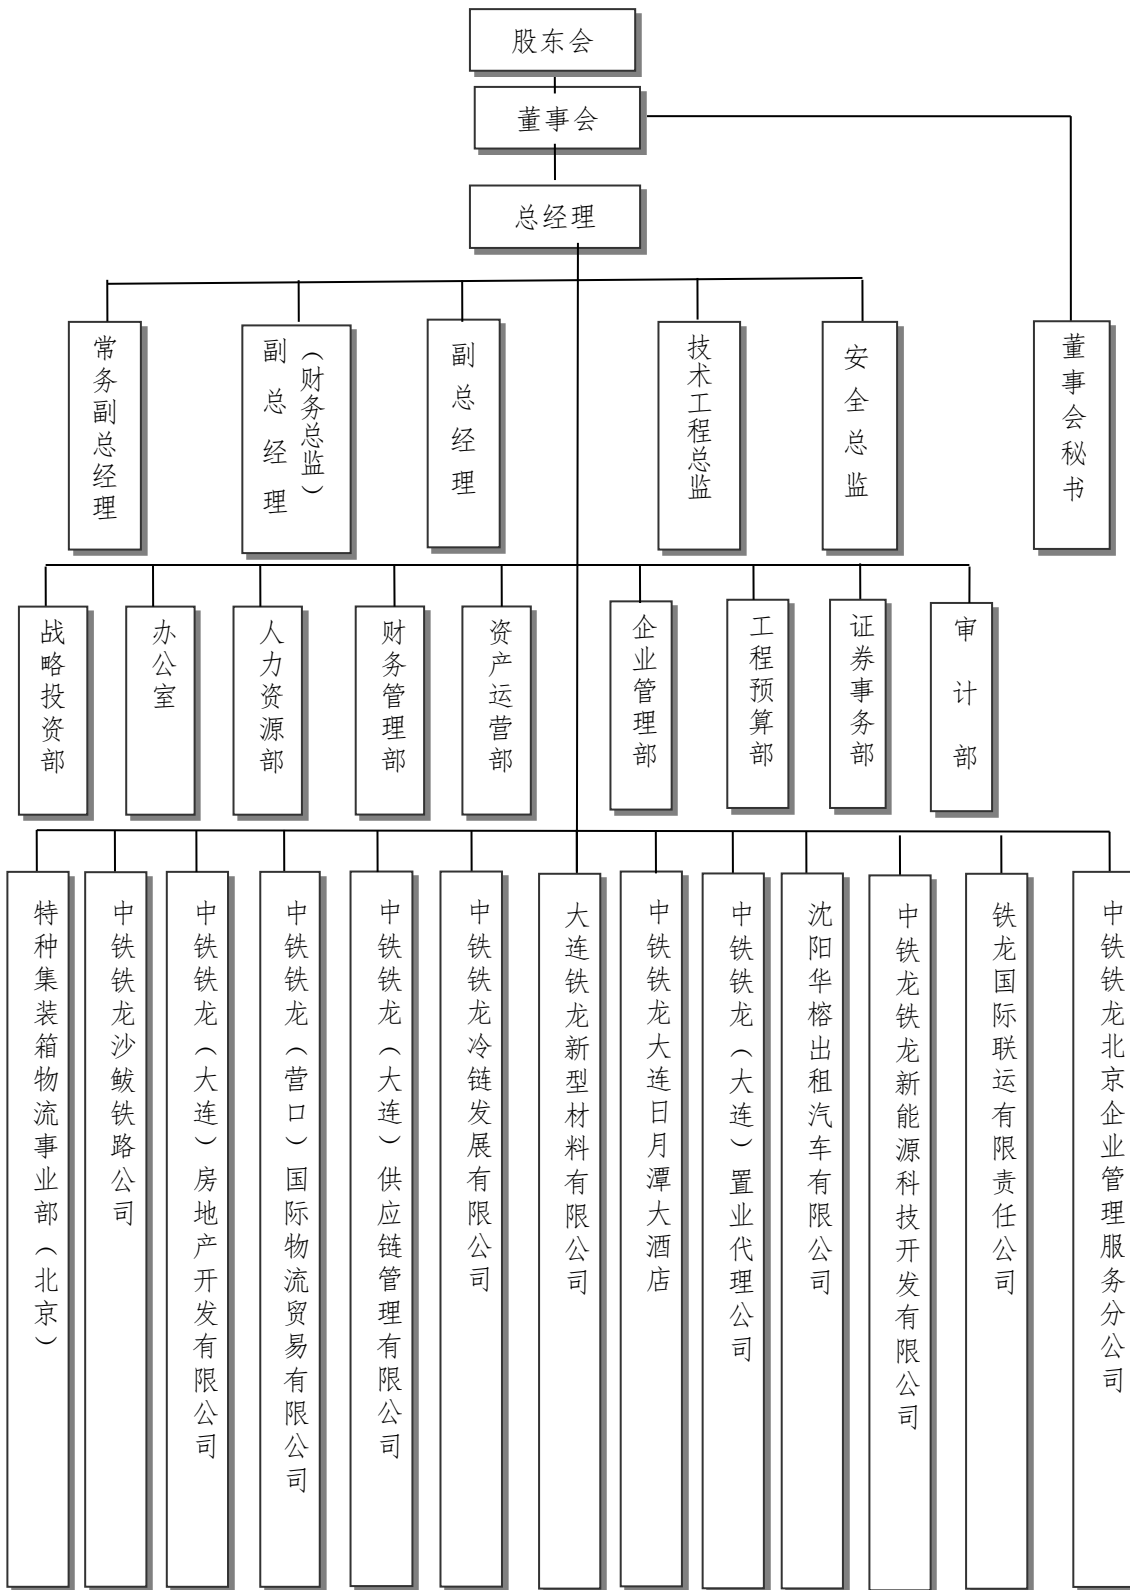 股东会
董事会
总经理
常务副总经理
副总经理
（财务总监）
副总经理
技术工程总监
安全总监
董事会秘书
战略投资部
办公室
人力资源部
财务管理部
资产运营部
企业管理部
工程预算部
证券事务部
审计部
特种集装箱物流事业部（北京）
中铁铁龙沙鲅铁路公司
中铁铁龙（大连）房地产开发有限公司
中铁铁龙（营口）国际物流贸易有限公司
中铁铁龙（大连）供应链管理有限公司
中铁铁龙冷链发展有限公司
大连铁龙新型材料有限公司
中铁铁龙大连日月潭大酒店
中铁铁龙（大连）置业代理公司
沈阳华榕出租汽车有限公司
中铁龙铁龙新能源科技开发有限公司
铁龙国际联运有限责任公司
中铁铁龙北京企业管理服务分公司